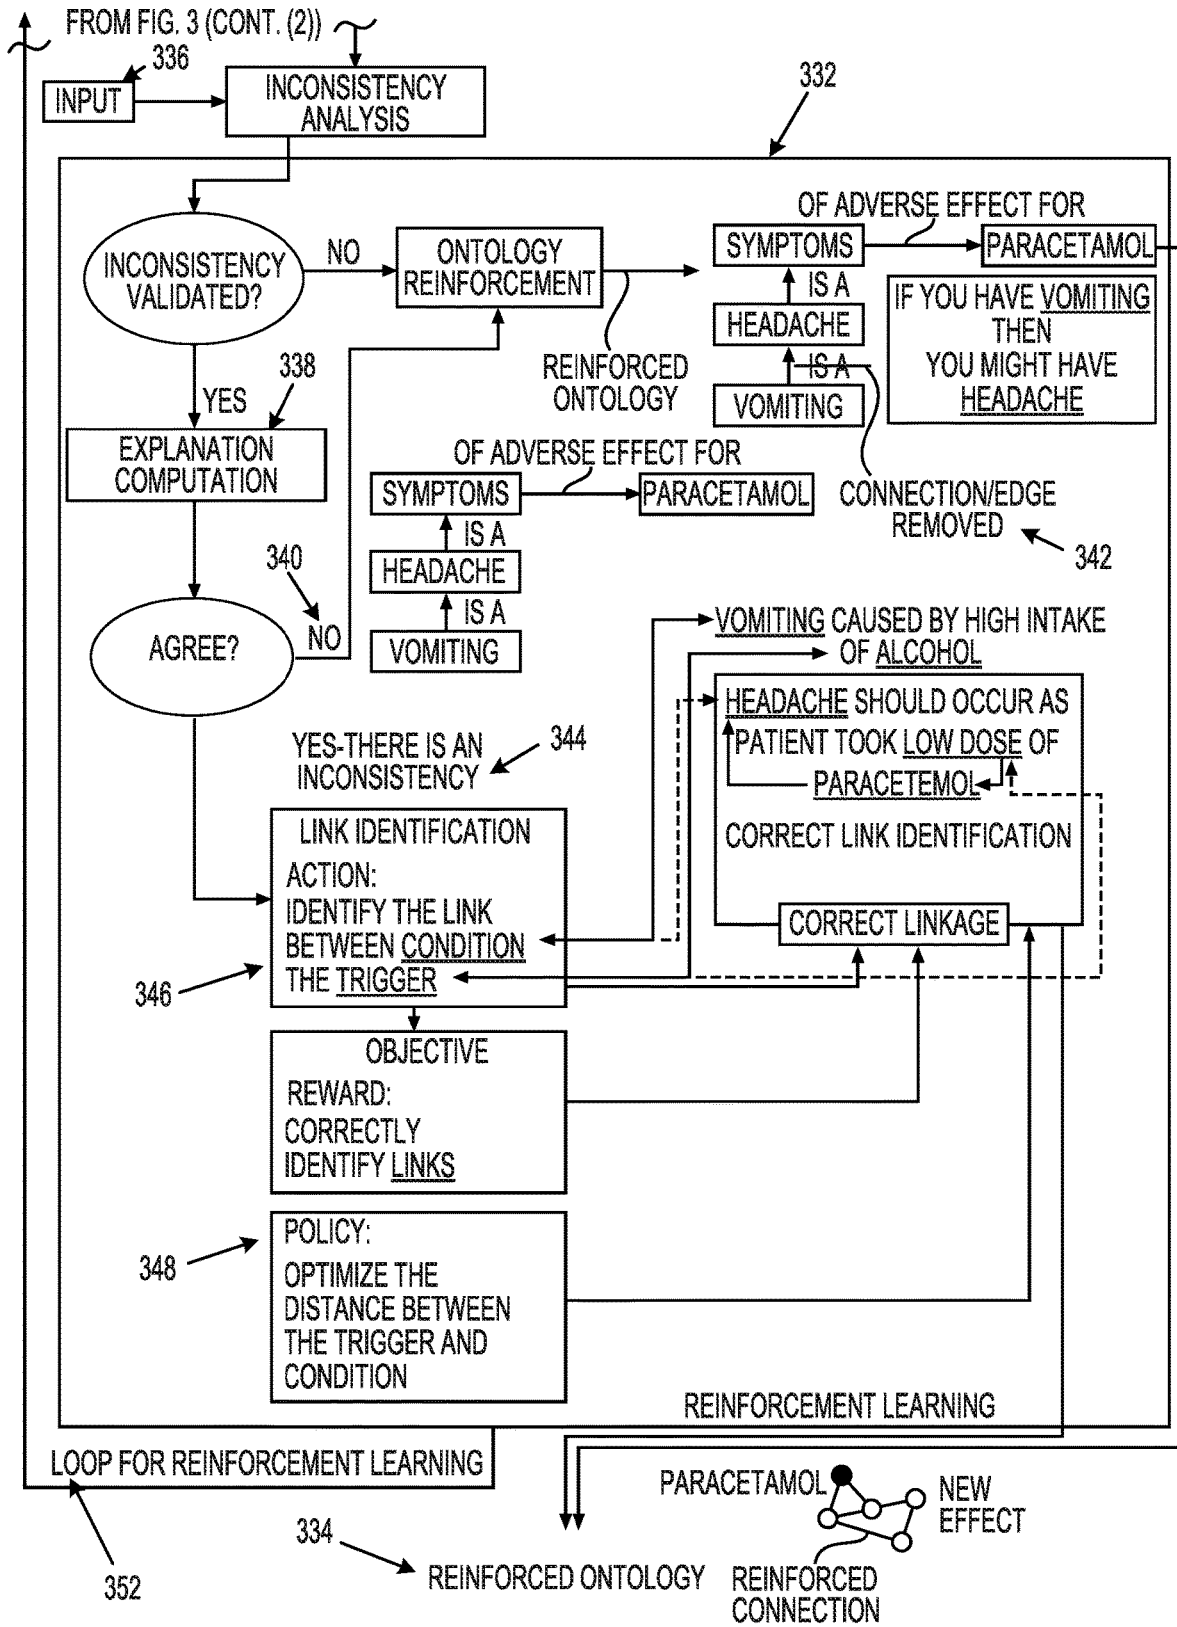 FROM FIG. 3 (CONT. (2))
336
INPUT
INCONSISTENCY
ANALYSIS
332
INCONSISTENCY
VALIDATED?
NO
ONTOLOGY
REINFORCEMENT
REINFORCED
ONTOLOGY
OF ADVERSE EFFECT FOR
SYMPTOMS
PARACETAMOL
IS A
HEADACHE
IS A
VOMITING
IF YOU HAVE VOMITING
THEN
YOU MIGHT HAVE
HEADACHE
CONNECTION/EDGE
REMOVED
342
YES
338
EXPLANATION
COMPUTATION
OF ADVERSE EFFECT FOR
SYMPTOMS
PARACETAMOL
IS A
HEADACHE
IS A
VOMITING
340
NO
AGREE?
VOMITING CAUSED BY HIGH INTAKE
OF ALCOHOL
HEADACHE SHOULD OCCUR AS
PATIENT TOOK LOW DOSE OF
PARACETEMOL
CORRECT LINK IDENTIFICATION
CORRECT LINKAGE
YES-THERE IS AN
INCONSISTENCY
344
LINK IDENTIFICATION
ACTION:
IDENTIFY THE LINK
BETWEEN CONDITION
THE TRIGGER
346
OBJECTIVE
REWARD:
CORRECTLY
IDENTIFY LINKS
348
POLICY:
OPTIMIZE THE
DISTANCE BETWEEN
THE TRIGGER AND
CONDITION
REINFORCEMENT LEARNING
LOOP FOR REINFORCEMENT LEARNING
352
334
REINFORCED ONTOLOGY
PARACETAMOL
NEW
EFFECT
REINFORCED
CONNECTION